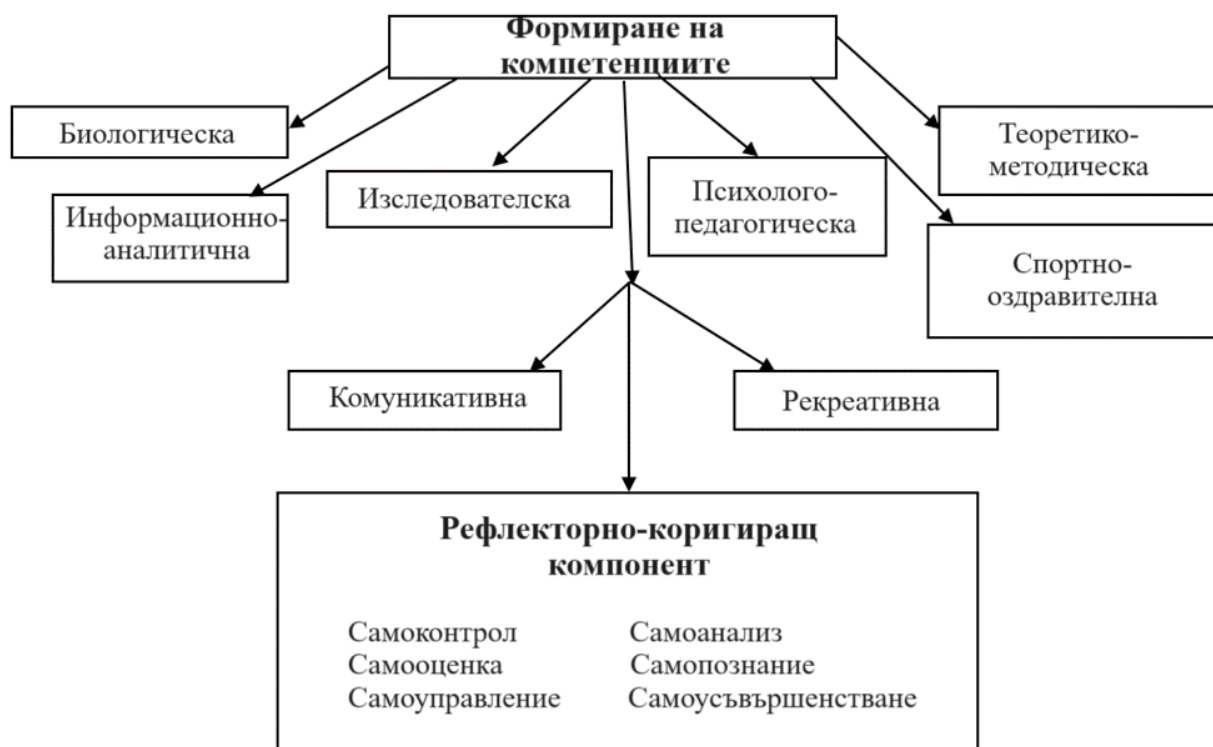 Формиране на
компетенциите
Биологическа
Информационно-
аналитична
Изследователска
Психолого-
педагогическа
Теоретико-
методическа
Спортно-
оздравителна
Комуникативна
Рекреативна
Рефлекторно-коригиращ
компонент
Самоконтрол Самоанализ
Самооценка Самопознание
Самоуправление Самоусъвършенстване